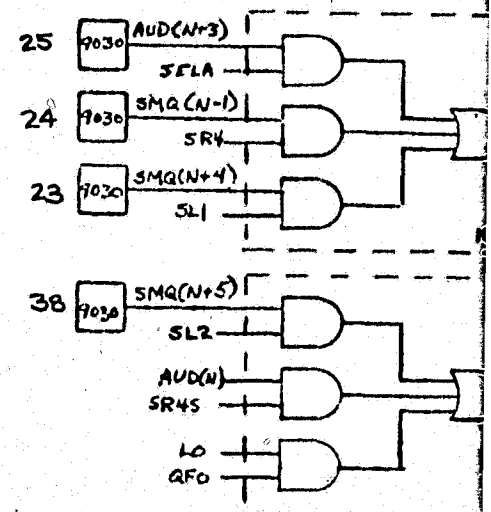 25 9030 AUD(N+3)
SELA
24 9030 SMQ(N-1)
SR4
23 9030 SMQ(N+4)
SL1
38 9030 SMQ(N+5)
SL2
AUD(N)
SR4S
LO
QFO